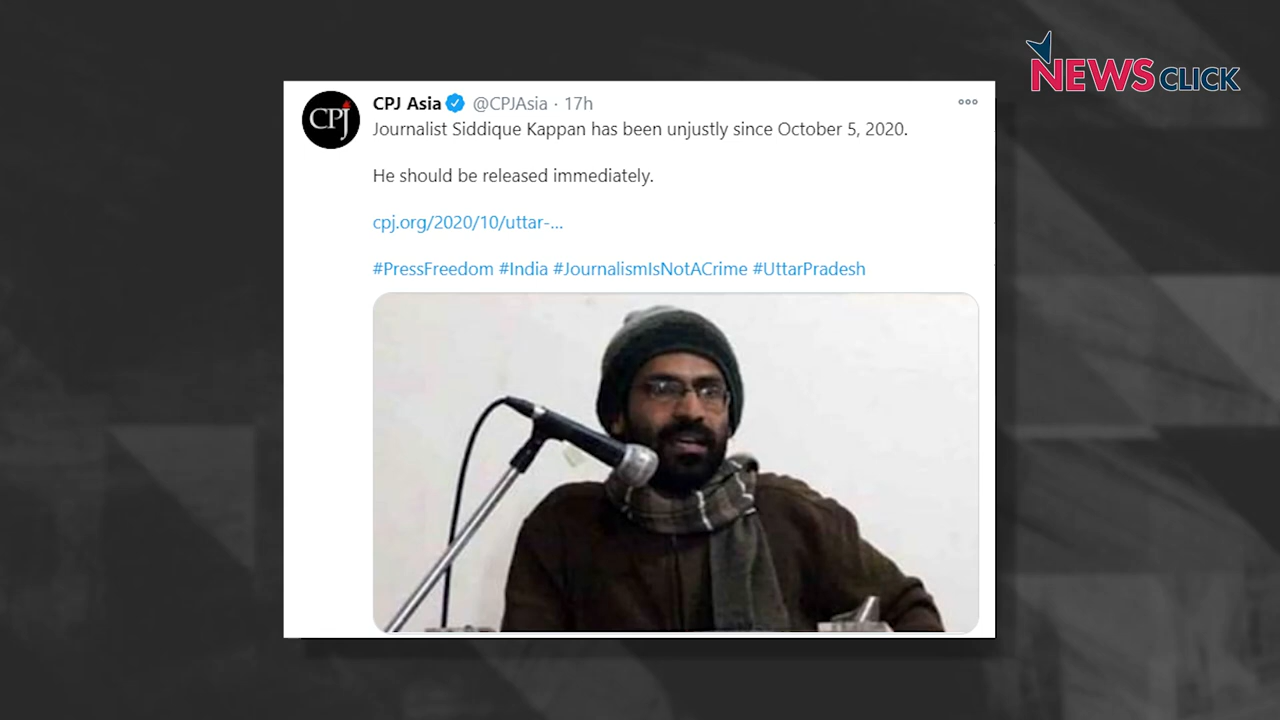 NEWSCLICK
CPJ
CPJ Asia @CPJAsia · 17h
Journalist Siddique Kappan has been unjustly since October 5, 2020.
He should be released immediately.
cpj.org/2020/10/uttar-...
#PressFreedom #India #JournalismIsNotACrime #UttarPradesh